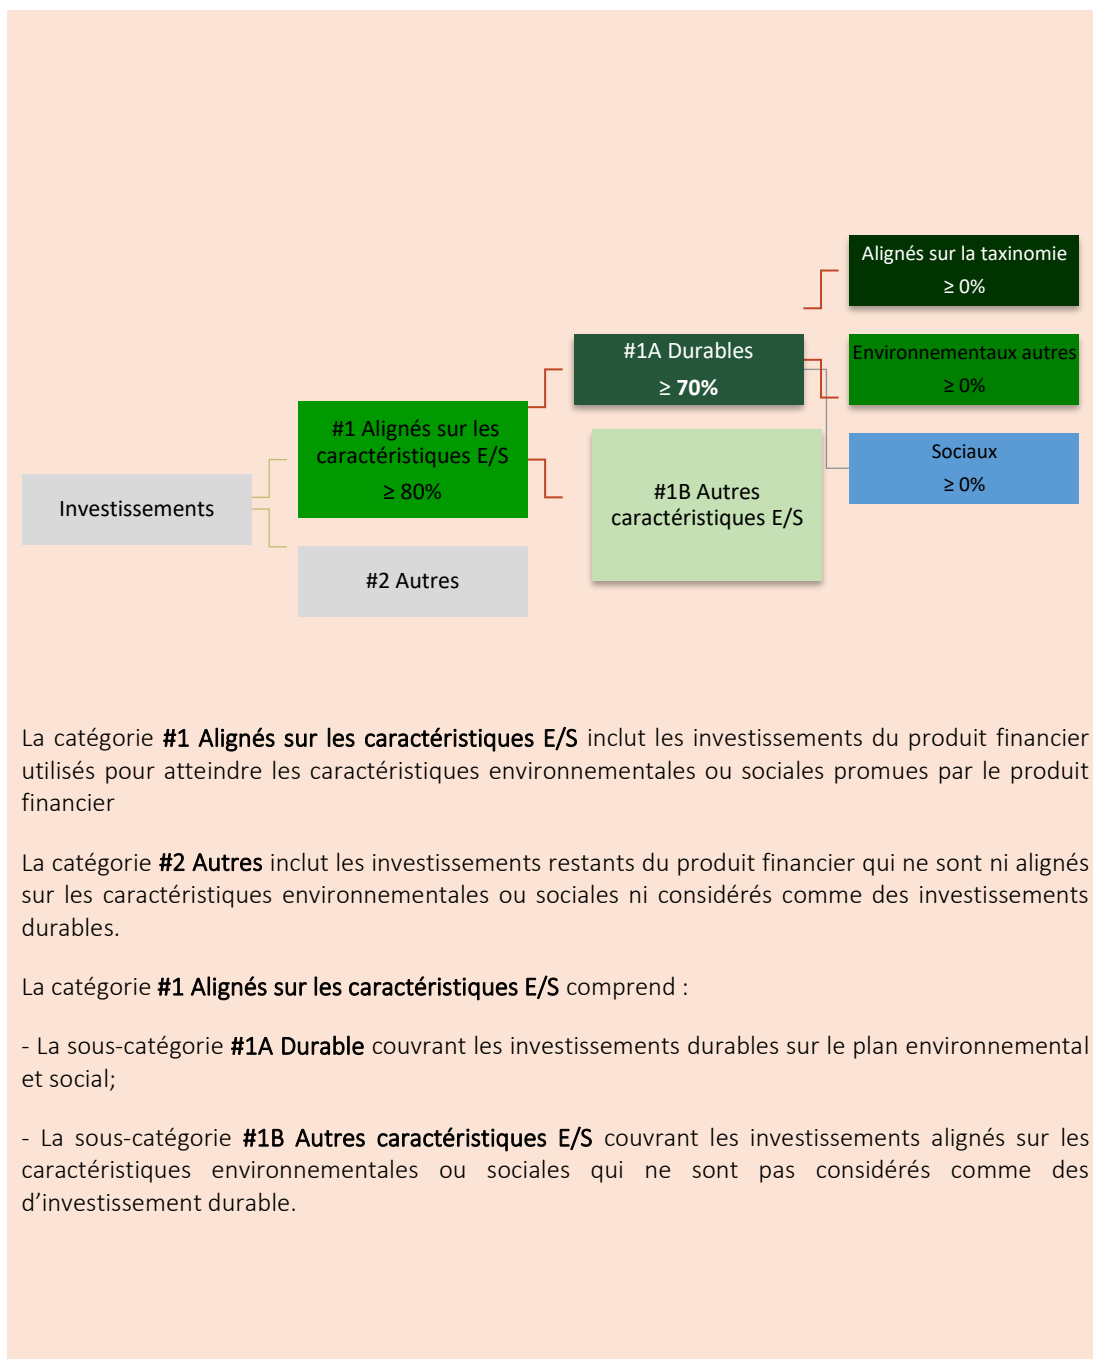 Alignés sur la taxinomie
≥ 0%
#1A Durables
≥ 70%
Environnementaux autres
≥ 0%
#1 Alignés sur les
caractéristiques E/S
≥ 80%
Sociaux
≥ 0%
#1B Autres
caractéristiques E/S
Investissements
#2 Autres
La catégorie #1 Alignés sur les caractéristiques E/S inclut les investissements du produit financier
utilisés pour atteindre les caractéristiques environnementales ou sociales promues par le produit
financier
La catégorie #2 Autres inclut les investissements restants du produit financier qui ne sont ni alignés
sur les caractéristiques environnementales ou sociales ni considérés comme des investissements
durables.
La catégorie #1 Alignés sur les caractéristiques E/S comprend :
- La sous-catégorie #1A Durable couvrant les investissements durables sur le plan environnemental
et social;
- La sous-catégorie #1B Autres caractéristiques E/S couvrant les investissements alignés sur les
caractéristiques environnementales ou sociales qui ne sont pas considérés comme des
d’investissement durable.